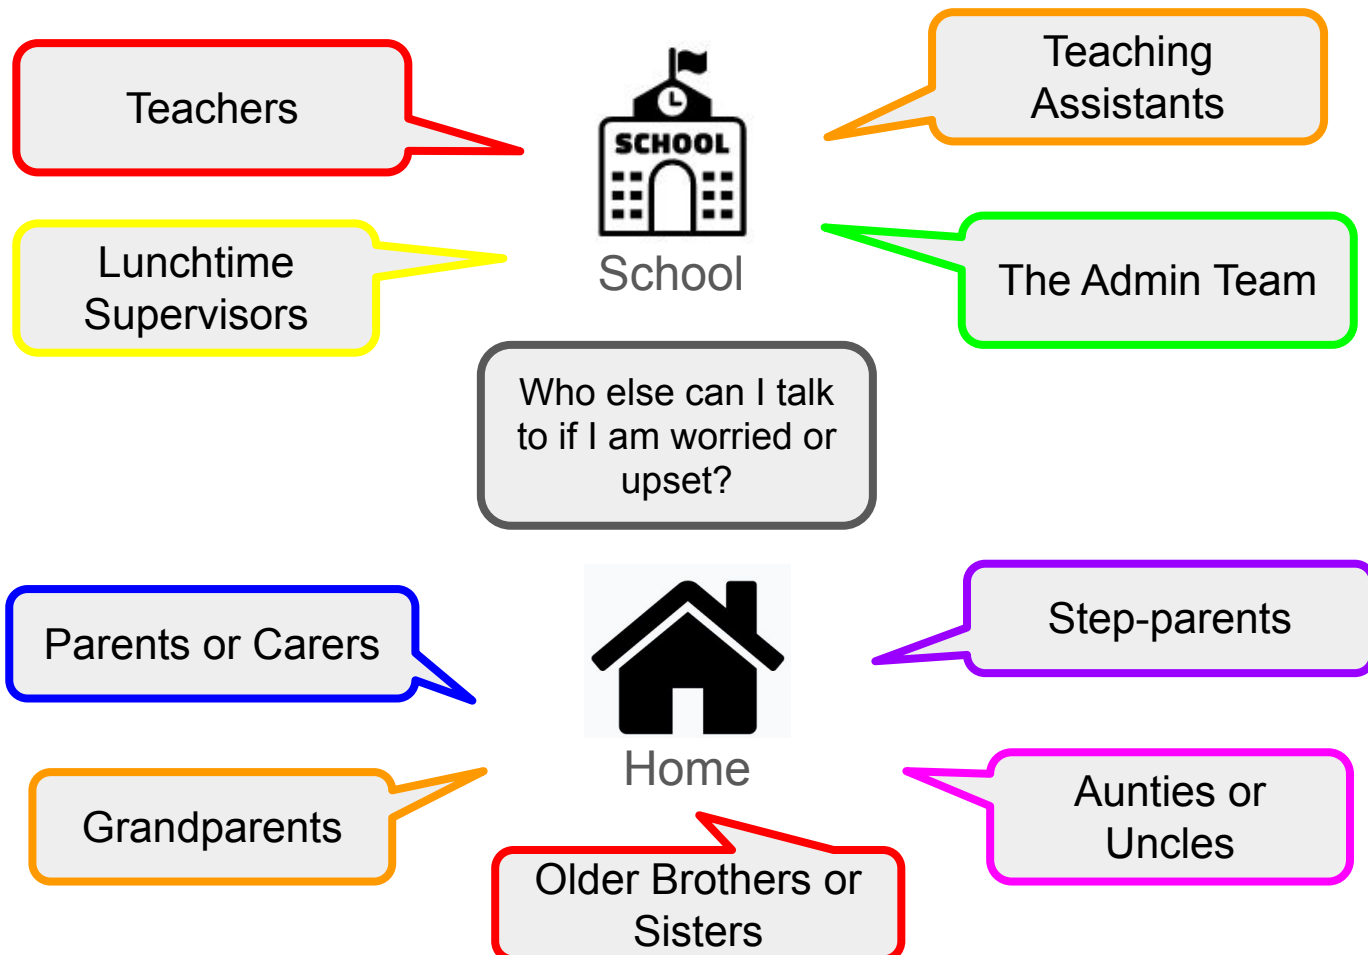 Teachers
SCHOOL
Teaching
Assistants
Lunchtime
Supervisors
School
The Admin Team
Who else can I talk
to if I am worried or
upset?
Parents or Carers
Step-parents
Home
Grandparents
Aunties or
Uncles
Older Brothers or
Sisters